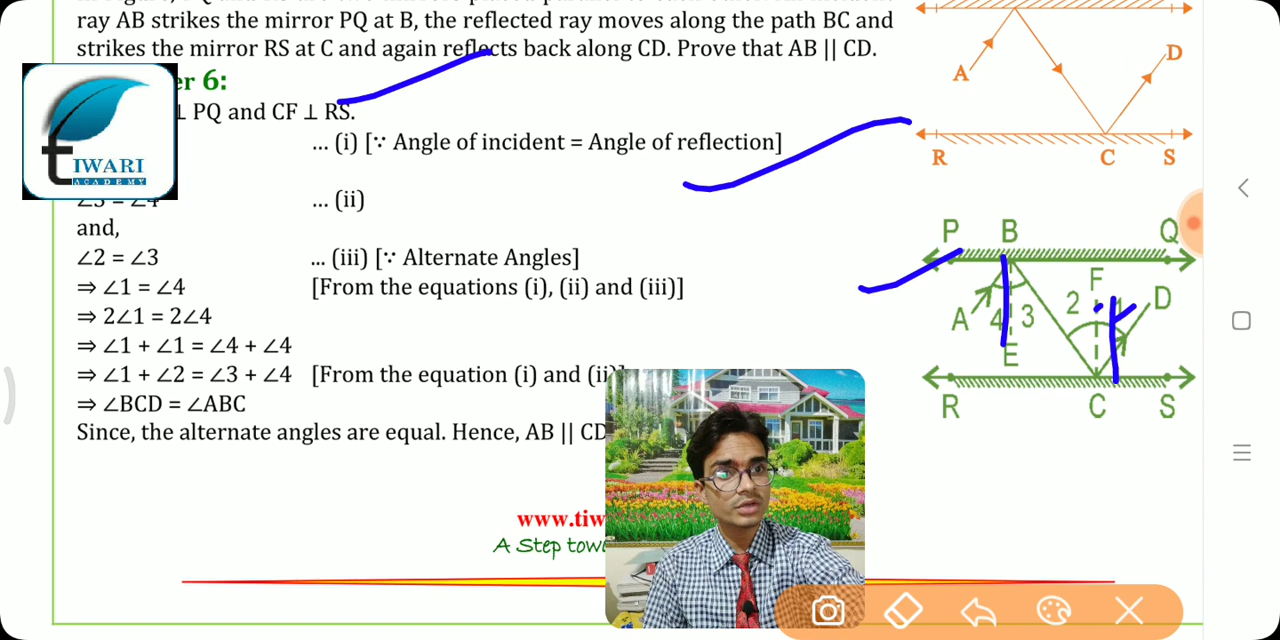 ray AB strikes the mirror PQ at B, the reflected ray moves along the path BC and
strikes the mirror RS at C and again reflects back along CD. Prove that AB || CD.
er 6:
⊥ PQ and CF ⊥ RS.
... (i) [∵ Angle of incident = Angle of reflection]
... (ii)
and,
∠2 = ∠3 ... (iii) [∵ Alternate Angles]
⇒ ∠1 = ∠4 [From the equations (i), (ii) and (iii)]
⇒ 2∠1 = 2∠4
⇒ ∠1 + ∠1 = ∠4 + ∠4
⇒ ∠1 + ∠2 = ∠3 + ∠4 [From the equation (i) and (ii)]
⇒ ∠BCD = ∠ABC
Since, the alternate angles are equal. Hence, AB || CD
www.tiw
A Step tow
TIWARI
ACADEMY
A
D
R
C
S
P
B
Q
F
A
4
3
2
1
D
E
R
C
S